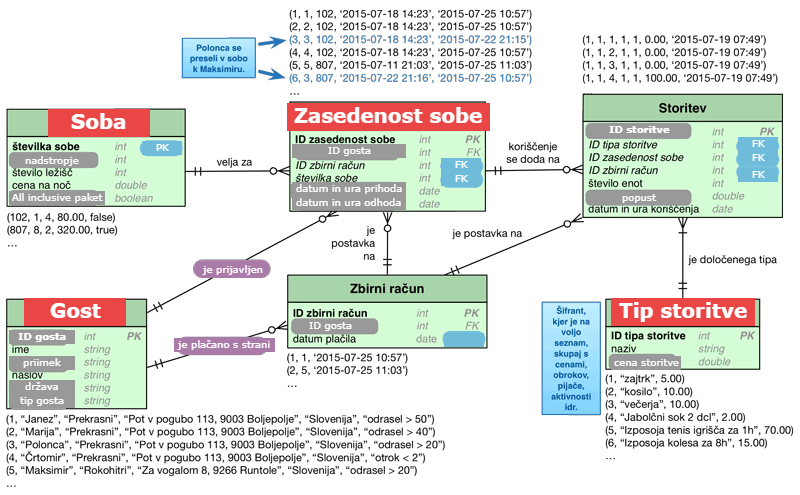 (1, 1, 102, '2015-07-18 14:23', '2015-07-25 10:57')
(2, 2, 102, '2015-07-18 14:23', '2015-07-25 10:57')
(3, 3, 102, '2015-07-18 14:23', '2015-07-22 21:15')
(4, 4, 102, '2015-07-18 14:23', '2015-07-25 10:57')
(5, 5, 807, '2015-07-11 21:03', '2015-07-25 11:03')
(6, 3, 807, '2015-07-22 21:16', '2015-07-25 10:57')
...
Polonca se
preseli v sobo
k Maksimiru.
(1, 1, 1, 1, 1, 0.00, '2015-07-19 07:49')
(1, 1, 2, 1, 1, 0.00, '2015-07-19 07:49')
(1, 1, 3, 1, 1, 0.00, '2015-07-19 07:49')
(1, 1, 4, 1, 1, 100.00, '2015-07-19 07:49')
...
Soba
številka sobe int PK
nadstropje int
število ležišč int
cena na noč double
All inclusive paket boolean
(102, 1, 4, 80.00, false)
(807, 8, 2, 320.00, true)
...
velja za
Zasedenost sobe
ID zasedenost sobe int PK
ID gosta int FK
ID zbirni račun int FK
številka sobe int FK
datum in ura prihoda date
datum in ura odhoda date
koriščenje
se doda na
Storitev
ID storitve int PK
ID tipa storitve int FK
ID zasedenost sobe int FK
ID zbirni račun int FK
število enot int
popust double
datum in ura koriščenja date
je
postavka
na
je postavka na
je določenega tipa
je prijavljen
je plačano s strani
Gost
ID gosta int PK
ime string
priimek string
naslov string
država string
tip gosta string
Zbirni račun
ID zbirni račun int PK
ID gosta int FK
datum plačila date
(1, 1, '2015-07-25 10:57')
(2, 5, '2015-07-25 11:03')
...
Šifrant,
kjer je na
voljo
seznam,
skupaj s
cenami,
obrokov,
pijače,
aktivnosti
idr.
Tip storitve
ID tipa storitve int PK
naziv string
cena storitve double
(1, "zajtrk", 5.00)
(2, "kosilo", 10.00)
(3, "večerja", 10.00)
(4, "Jabolčni sok 2 dcl", 2.00)
(5, "Izposoja tenis igrišča za 1h", 70.00)
(6, "Izposoja kolesa za 8h", 15.00)
...
(1, "Janez", "Prekrasni", "Pot v pogubo 113, 9003 Boljepolje", "Slovenija", "odrasel > 50")
(2, "Marija", "Prekrasni", "Pot v pogubo 113, 9003 Boljepolje", "Slovenija", "odrasel > 40")
(3, "Polonca", "Prekrasni", "Pot v pogubo 113, 9003 Boljepolje", "Slovenija", "odrasel > 20")
(4, "Črtomir", "Prekrasni", "Pot v pogubo 113, 9003 Boljepolje", "Slovenija", "otrok < 2")
(5, "Maksimir", "Rokohitri", "Za vogalom 8, 9266 Runtole", "Slovenija", "odrasel > 20")
...